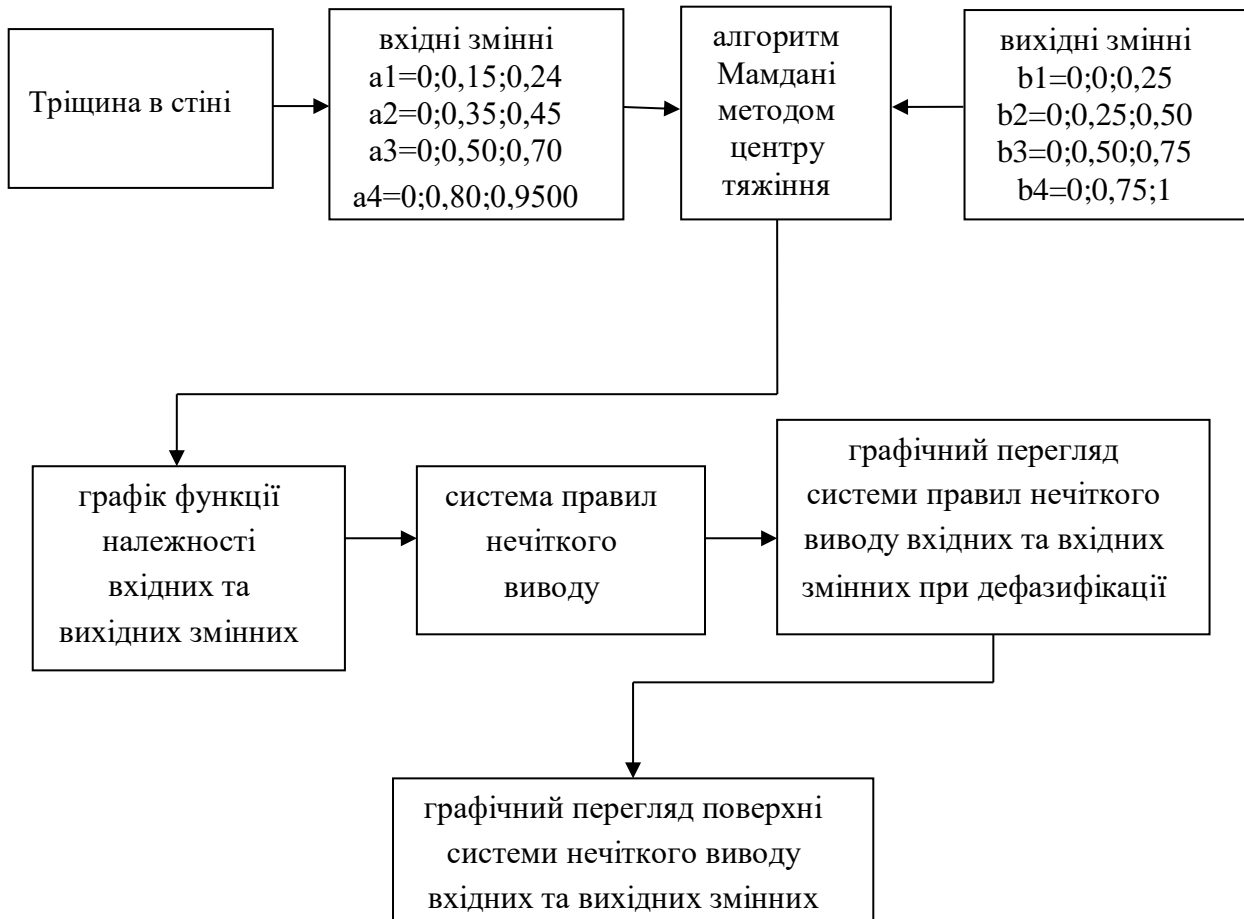 Тріщина в стіні
вхідні змінні
a1=0;0,15;0,24
a2=0;0,35;0,45
a3=0;0,50;0,70
a4=0;0,80;0,9500
алгоритм
Мамдані
методом
центру
тяжіння
вихідні змінні
b1=0;0;0,25
b2=0;0,25;0,50
b3=0;0,50;0,75
b4=0;0,75;1
графік функції
належності
вхідних та
вихідних змінних
система правил
нечіткого
виводу
графічний перегляд
системи правил нечіткого
виводу вхідних та вхідних
змінних при дефазифікації
графічний перегляд поверхні
системи нечіткого виводу
вхідних та вихідних змінних